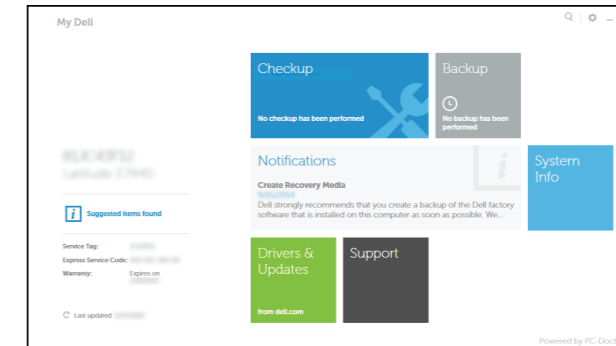 My Dell
Checkup
No checkup has been performed
Backup
No backup has been
performed
Notifications
Create Recovery Media
Dell strongly recommends that you create a backup of the Dell factory
software that is installed on this computer as soon as possible. We...
System
Info
Suggested items found
Service Tag:
Express Service Code:
Warranty: Expires on
Last updated:
Drivers &
Updates
from dell.com
Support
Powered by PC-Doct